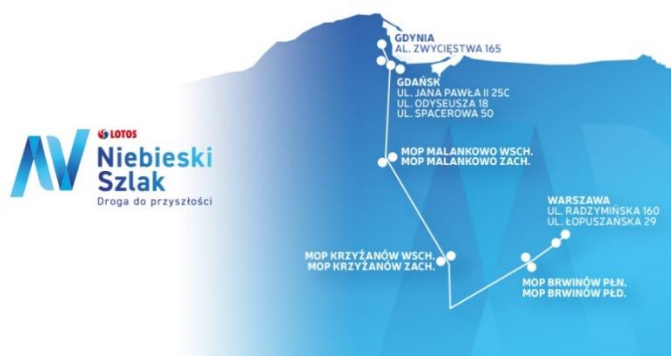 LOTOS
Niebieski
Szlak
Droga do przyszłości
GDYNIA
AL. ZWYCIĘSTWA 165
GDAŃSK
UL. JANA PAWŁA II 25C
UL. ODYSEUSZA 18
UL. SPACEROWA 50
MOP MALANKOWO WSCH.
MOP MALANKOWO ZACH.
WARSZAWA
UL. RADZYMIŃSKA 160
UL. ŁOPUSZAŃSKA 29
MOP KRZYŻANÓW WSCH.
MOP KRZYŻANÓW ZACH.
MOP BRWINÓW PŁN.
MOP BRWINÓW PŁD.